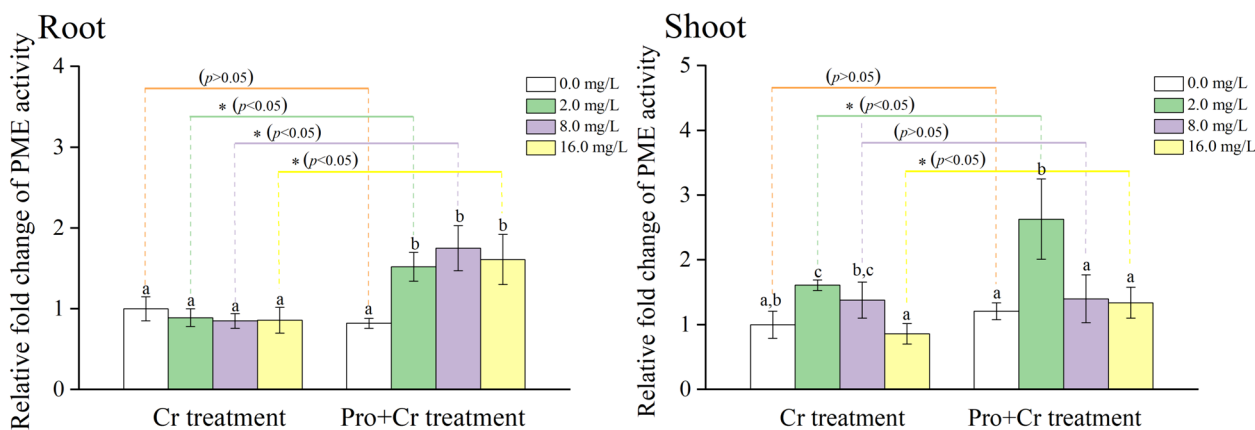 Root
Relative fold change of PME activity
4
3
2
1
0
(p>0.05)
* (p<0.05)
* (p<0.05)
* (p<0.05)
0.0 mg/L
2.0 mg/L
8.0 mg/L
16.0 mg/L
a
a
a
a
a
b
b
b
Cr treatment
Pro+Cr treatment
Shoot
Relative fold change of PME activity
5
4
3
2
1
0
(p>0.05)
* (p<0.05)
(p>0.05)
* (p<0.05)
0.0 mg/L
2.0 mg/L
8.0 mg/L
16.0 mg/L
a,b
c
b,c
a
a
b
a
a
Cr treatment
Pro+Cr treatment